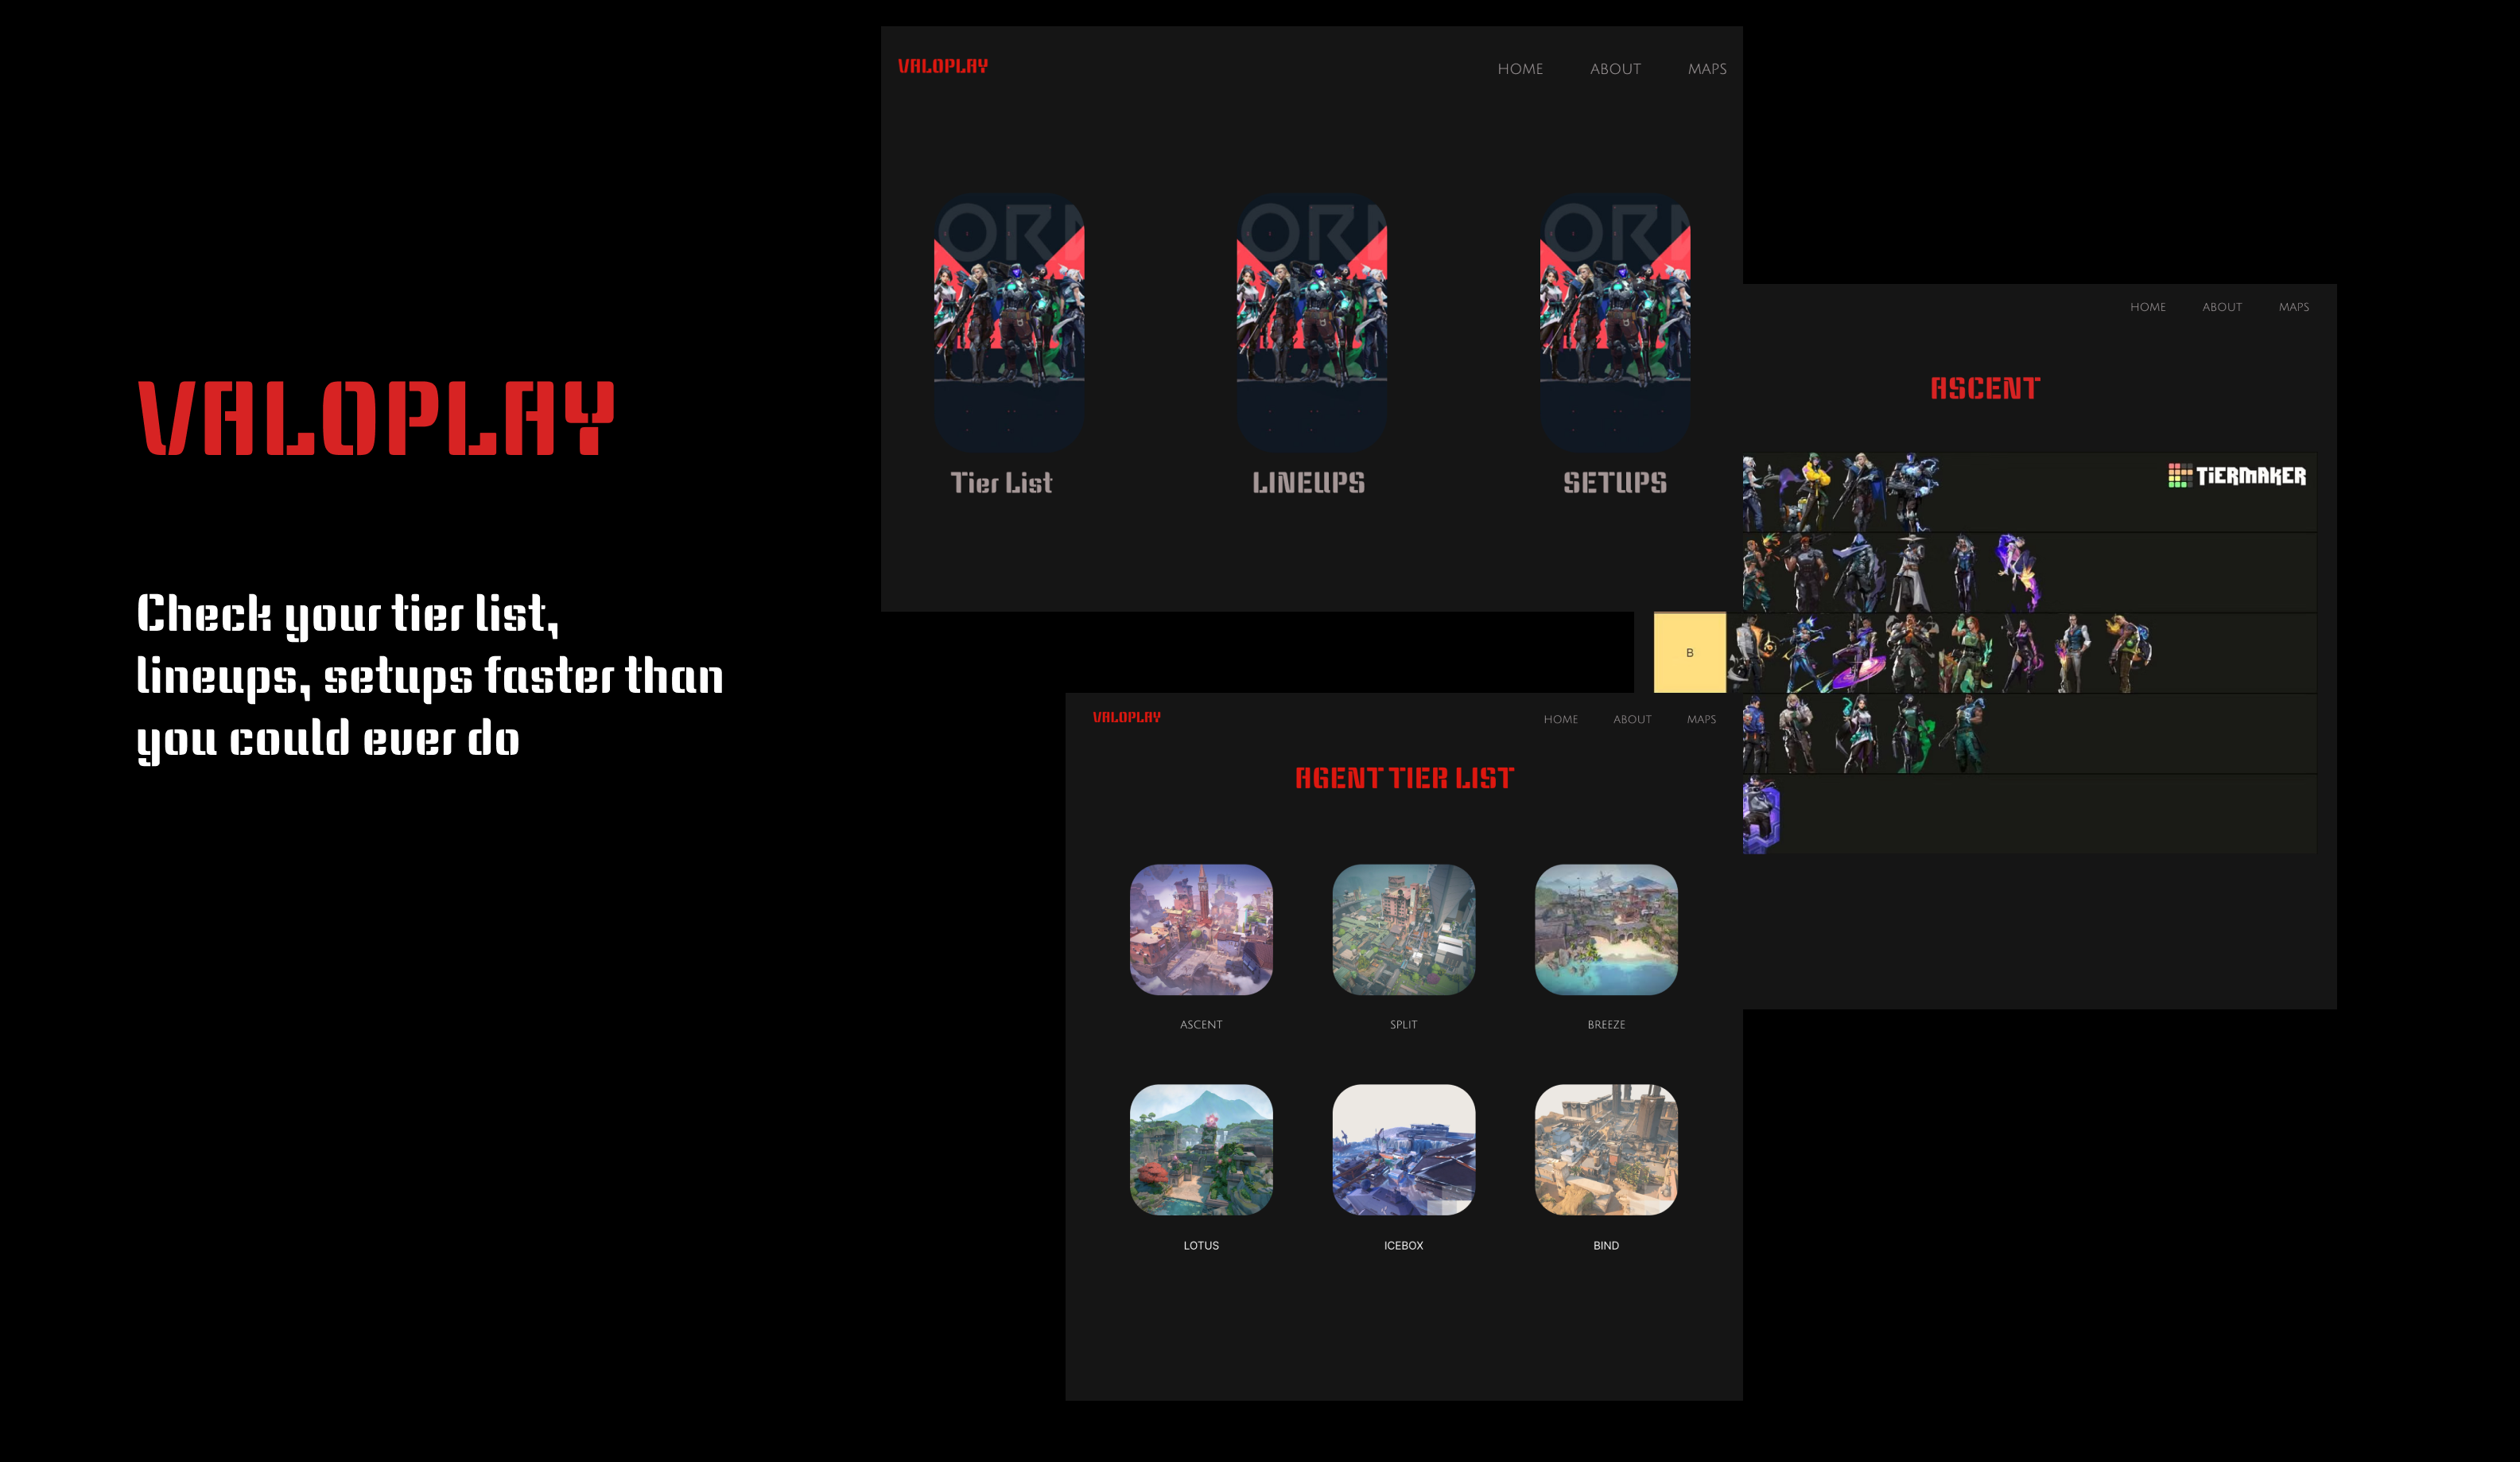 VALOPLAY
Check your tier list,
lineups, setups faster than
you could ever do
VALOPLAY
HOME ABOUT MAPS
Tier List LINEUPS SETUPS
HOME ABOUT MAPS
ASCENT
TiERMAKER
B
VALOPLAY
HOME ABOUT MAPS
AGENT TIER LIST
ASCENT SPLIT BREEZE
LOTUS ICEBOX BIND